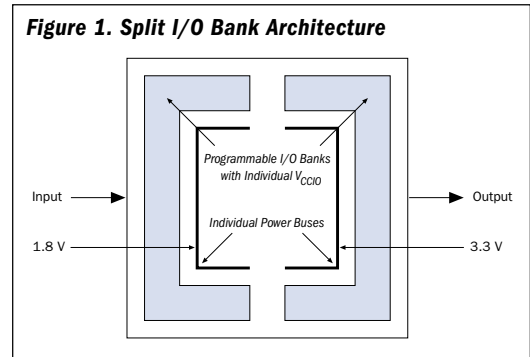 Figure 1. Split I/O Bank Architecture
Programmable I/O Banks
with Individual VCCIO
Input
Output
Individual Power Buses
1.8 V
3.3 V